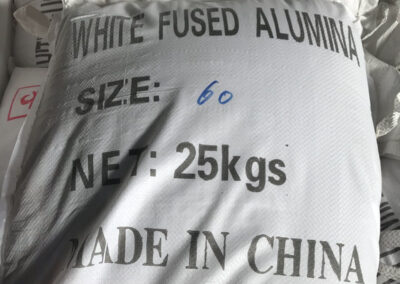 WHITE FUSED ALUMINA
SIZE: 60
NET: 25kgs
MADE IN CHINA